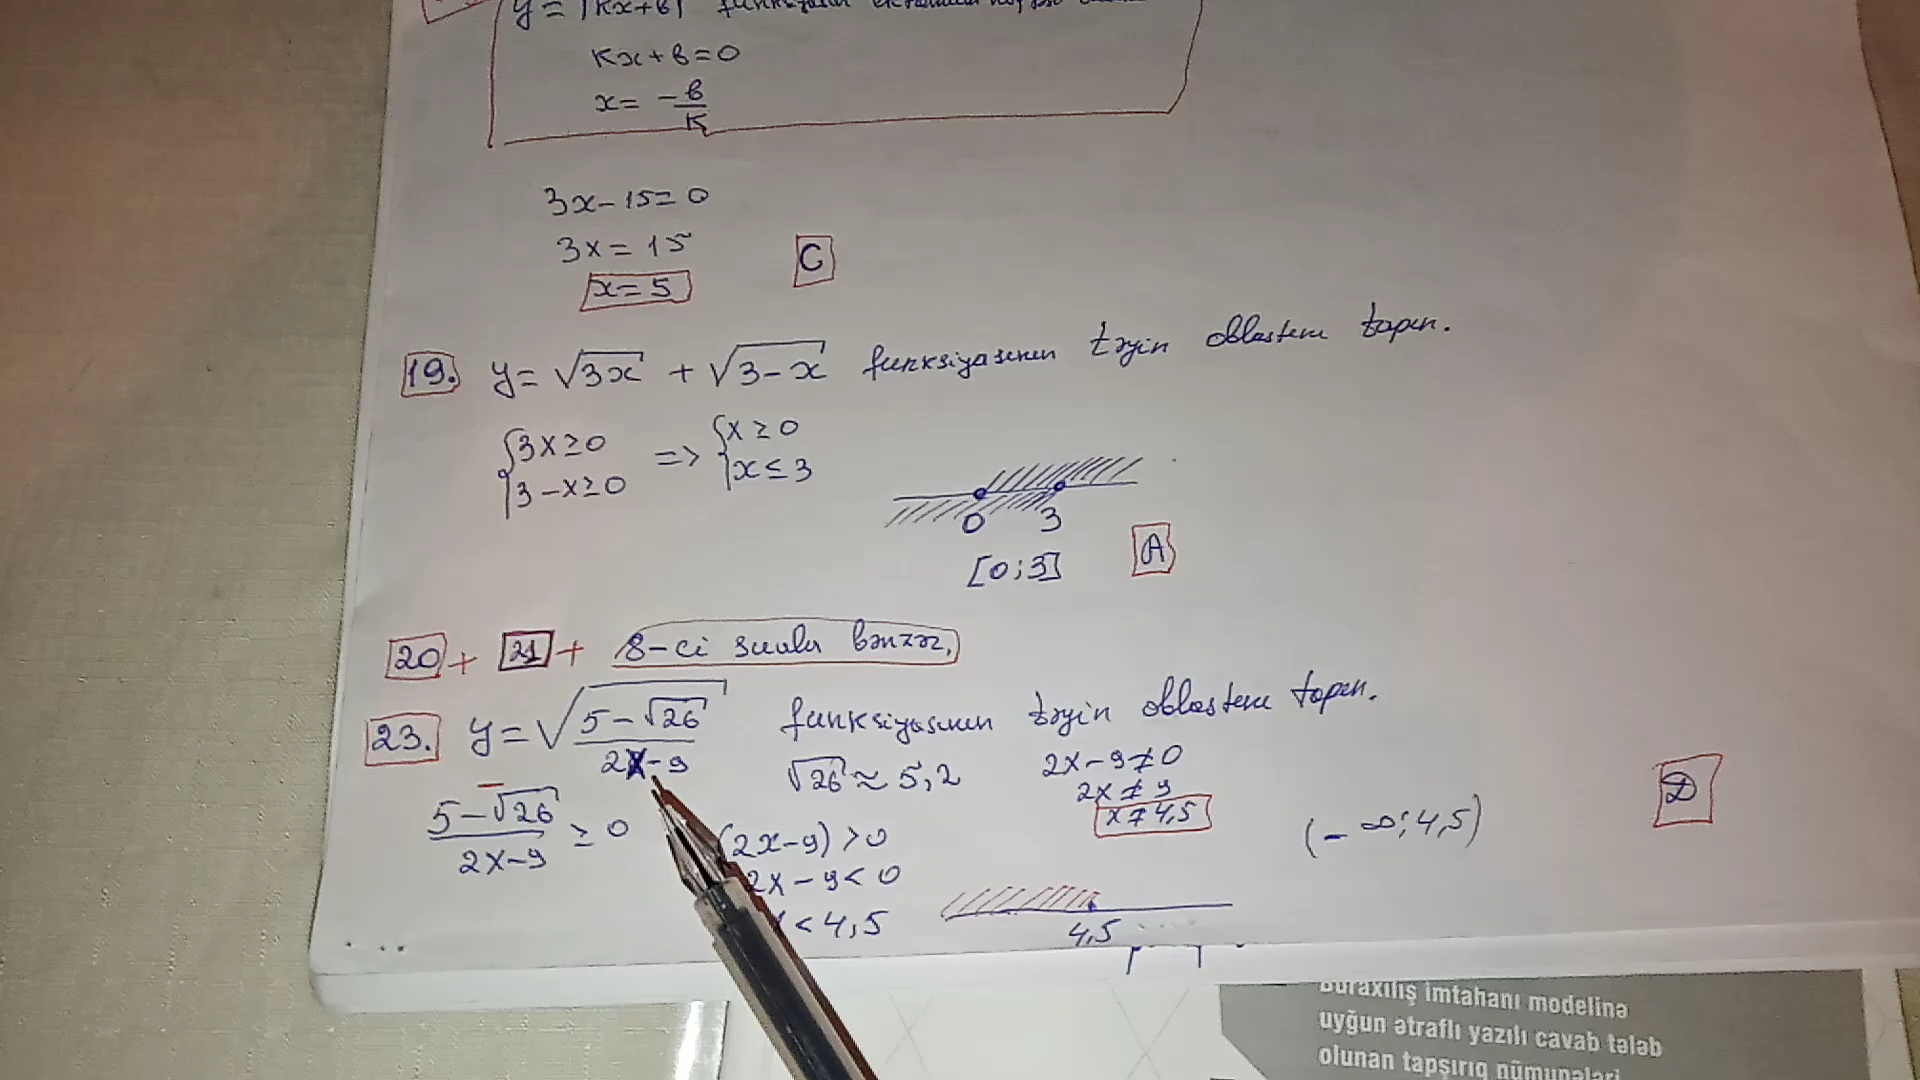 y = |kx+b| funksiyasının
kx+b=0
x= -b/k
3x-15=0
3x=15
x=5
C
19. y= √3x + √3-x funksiyasının təyin oblastını tapın.
{3x≥0 => {x≥0
{3-x≥0 {x≤3
0 3
[0;3] A
20 + 21 + 8-ci suala bənzər.
23. y=√(5-√26)/(2x-9) funksiyasının təyin oblastını tapın.
√26≈5,2 2x-9≠0
2x≠9
x≠4,5
(5-√26)/(2x-9) ≥0
(2x-9)>0
2x-9<0
<4,5
4,5
(-∞;4,5)
D
Buraxılış imtahanı modelinə
uyğun ətraflı yazılı cavab tələb
olunan tapşırıq nümunələri